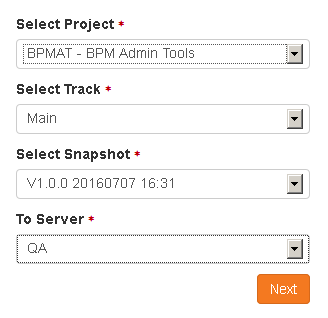 Select Project *
BPMAT - BPM Admin Tools
Select Track *
Main
Select Snapshot *
V1.0.0 20160707 16:31
To Server *
QA
Next